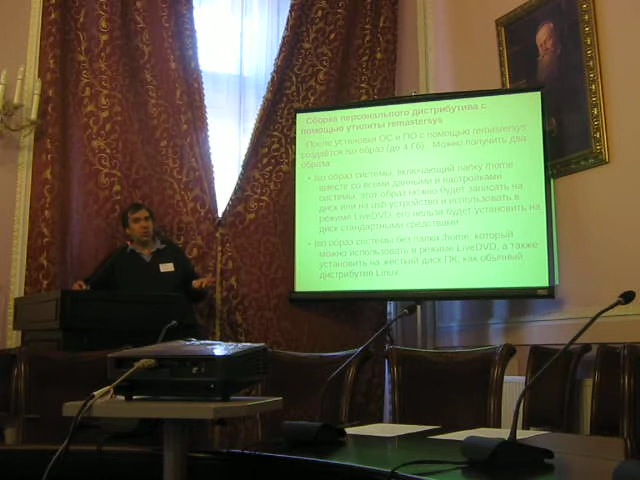 Сборка персонального дистрибутива с
помощью утилиты remastersys
После установки ОС и ПО с помощью remastersys
создаётся iso образ (до 4 Гб). Можно получить два
образа:
• Iso образ системы, включающий папку /home
вместе со всеми данными и настройками
системы, этот образ можно будет записать на
диск или на usb устройство и использовать в
режиме LiveDVD, его нельзя будет установить на
диск стандартными средствами
• Iso образ системы без папки /home, который
можно использовать в режиме LiveDVD, а также
установить на жесткий диск ПК, как обычный
дистрибутив Linux